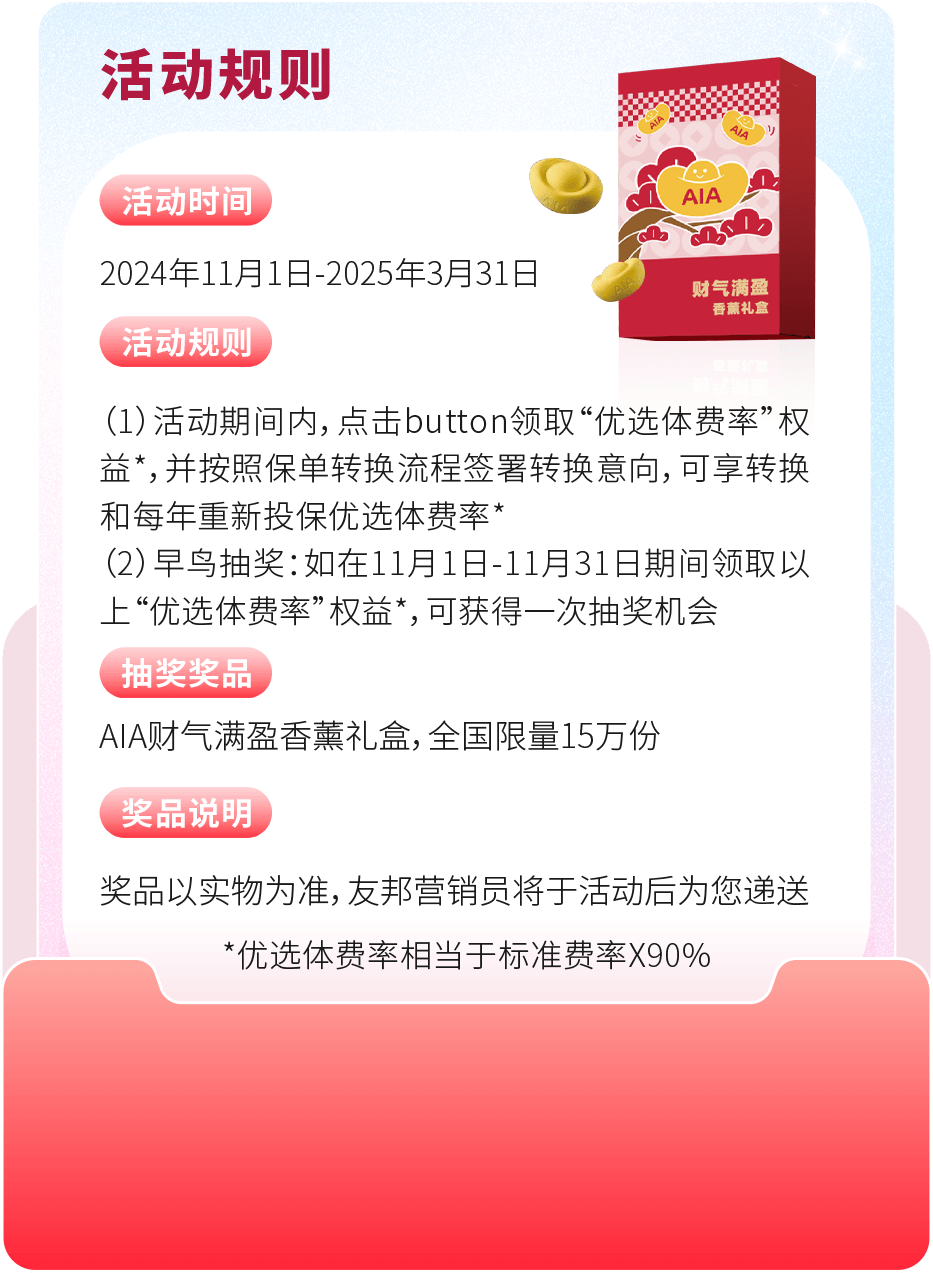 活动规则
AIA
AIA
AIA
财气满盈
香薰礼盒
活动时间
2024年11月1日-2025年3月31日
活动规则
（1）活动期间内，点击button领取“优选体费率”权
益*，并按照保单转换流程签署转换意向，可享转换
和每年重新投保优选体费率*
（2）早鸟抽奖：如在11月1日-11月31日期间领取以
上“优选体费率”权益*，可获得一次抽奖机会
抽奖奖品
AIA财气满盈香薰礼盒，全国限量15万份
奖品说明
奖品以实物为准，友邦营销员将于活动后为您递送
*优选体费率相当于标准费率X90%